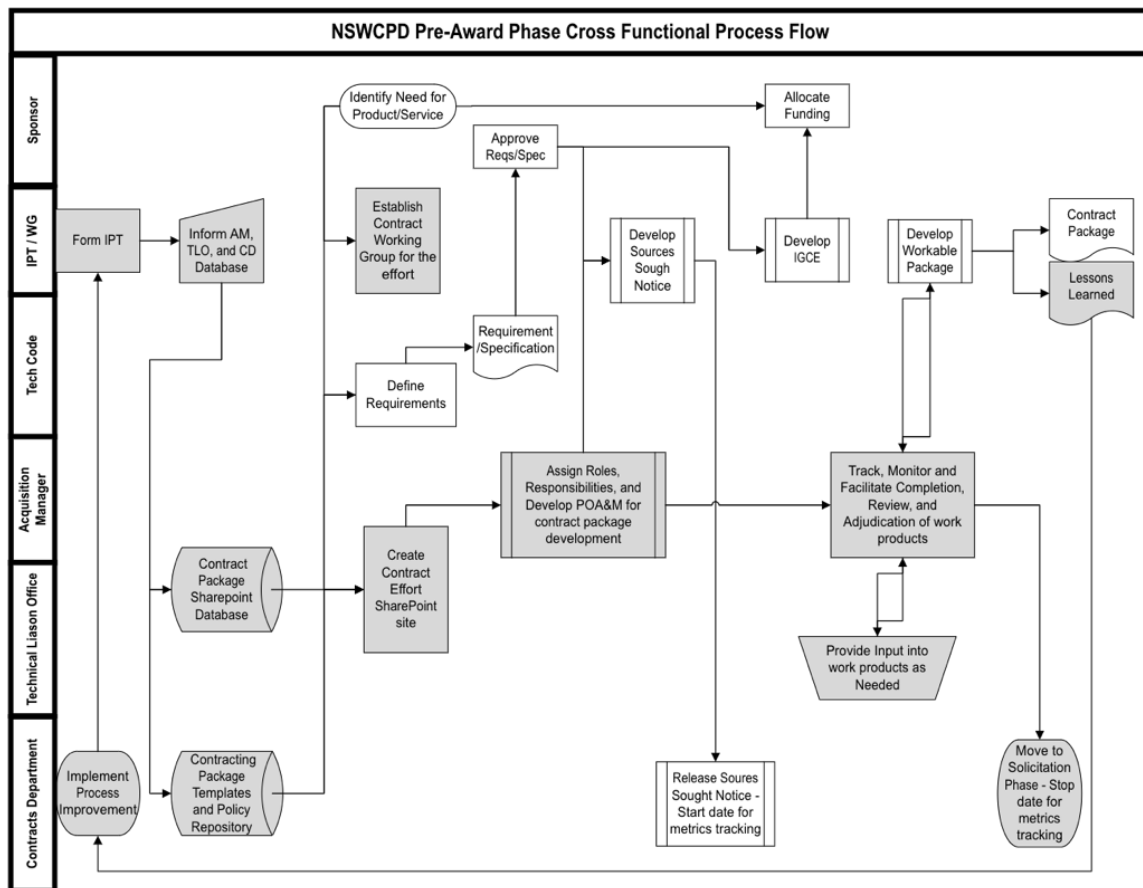 NSWCPD Pre-Award Phase Cross Functional Process Flow
Sponsor
Identify Need for
Product/Service
Allocate
Funding
Approve
Reqs/Spec
IPT / WG
Form IPT
Inform AM,
TLO, and CD
Database
Establish
Contract
Working
Group for the
effort
Develop
Sources
Sough
Notice
Develop
IGCE
Develop
Workable
Package
Contract
Package
Lessons
Learned
Tech Code
Requirement
/Specification
Define
Requirements
Acquisition
Manager
Assign Roles,
Responsibilities, and
Develop POA&M for
contract package
development
Track, Monitor and
Facilitate Completion,
Review, and
Adjudication of work
products
Technical Liason Office
Contract
Package
Sharepoint
Database
Create
Contract
Effort
SharePoint
site
Provide Input into
work products as
Needed
Contracts Department
Implement
Process
Improvement
Contracting
Package
Templates
and Policy
Repository
Release Soures
Sought Notice -
Start date for
metrics tracking
Move to
Solicitation
Phase - Stop
date for
metrics
tracking